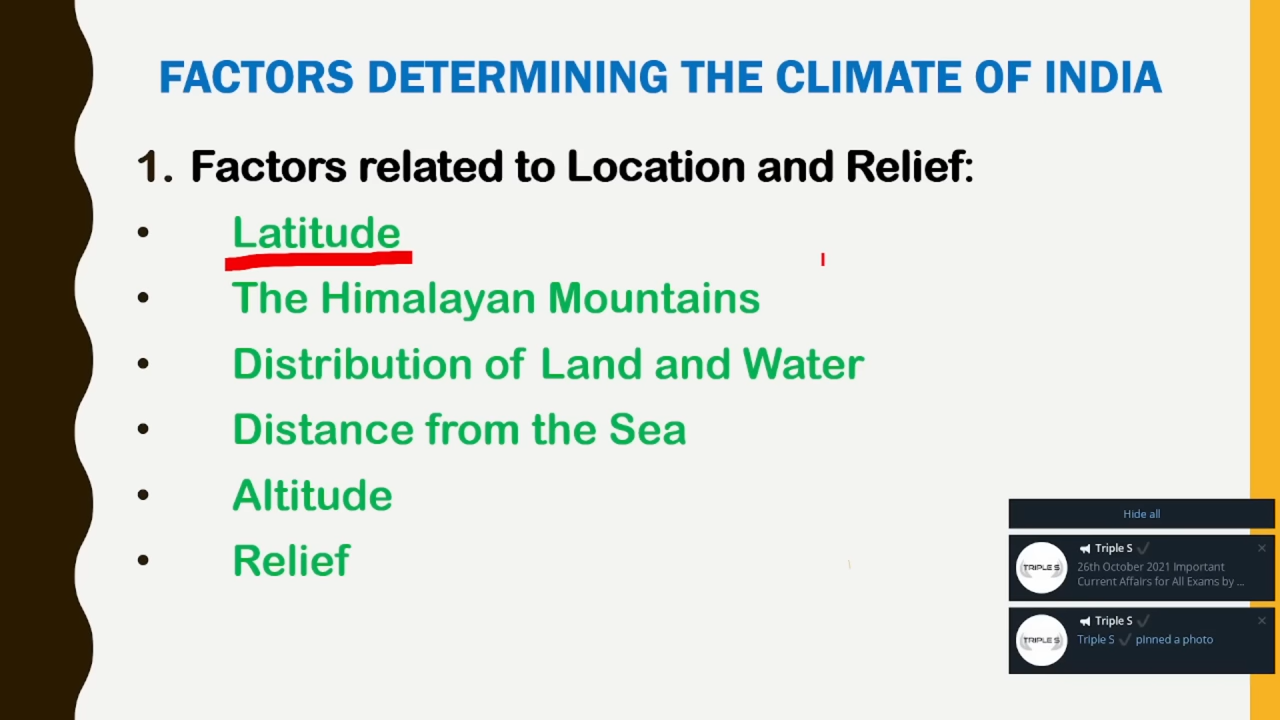 FACTORS DETERMINING THE CLIMATE OF INDIA
1. Factors related to Location and Relief:
• Latitude
• The Himalayan Mountains
• Distribution of Land and Water
• Distance from the Sea
• Altitude
• Relief
Hide all
Triple S
26th October 2021 Important
Current Affairs for All Exams by ...
TRIPLE S
Triple S
Triple S ✓ pinned a photo
TRIPLE S